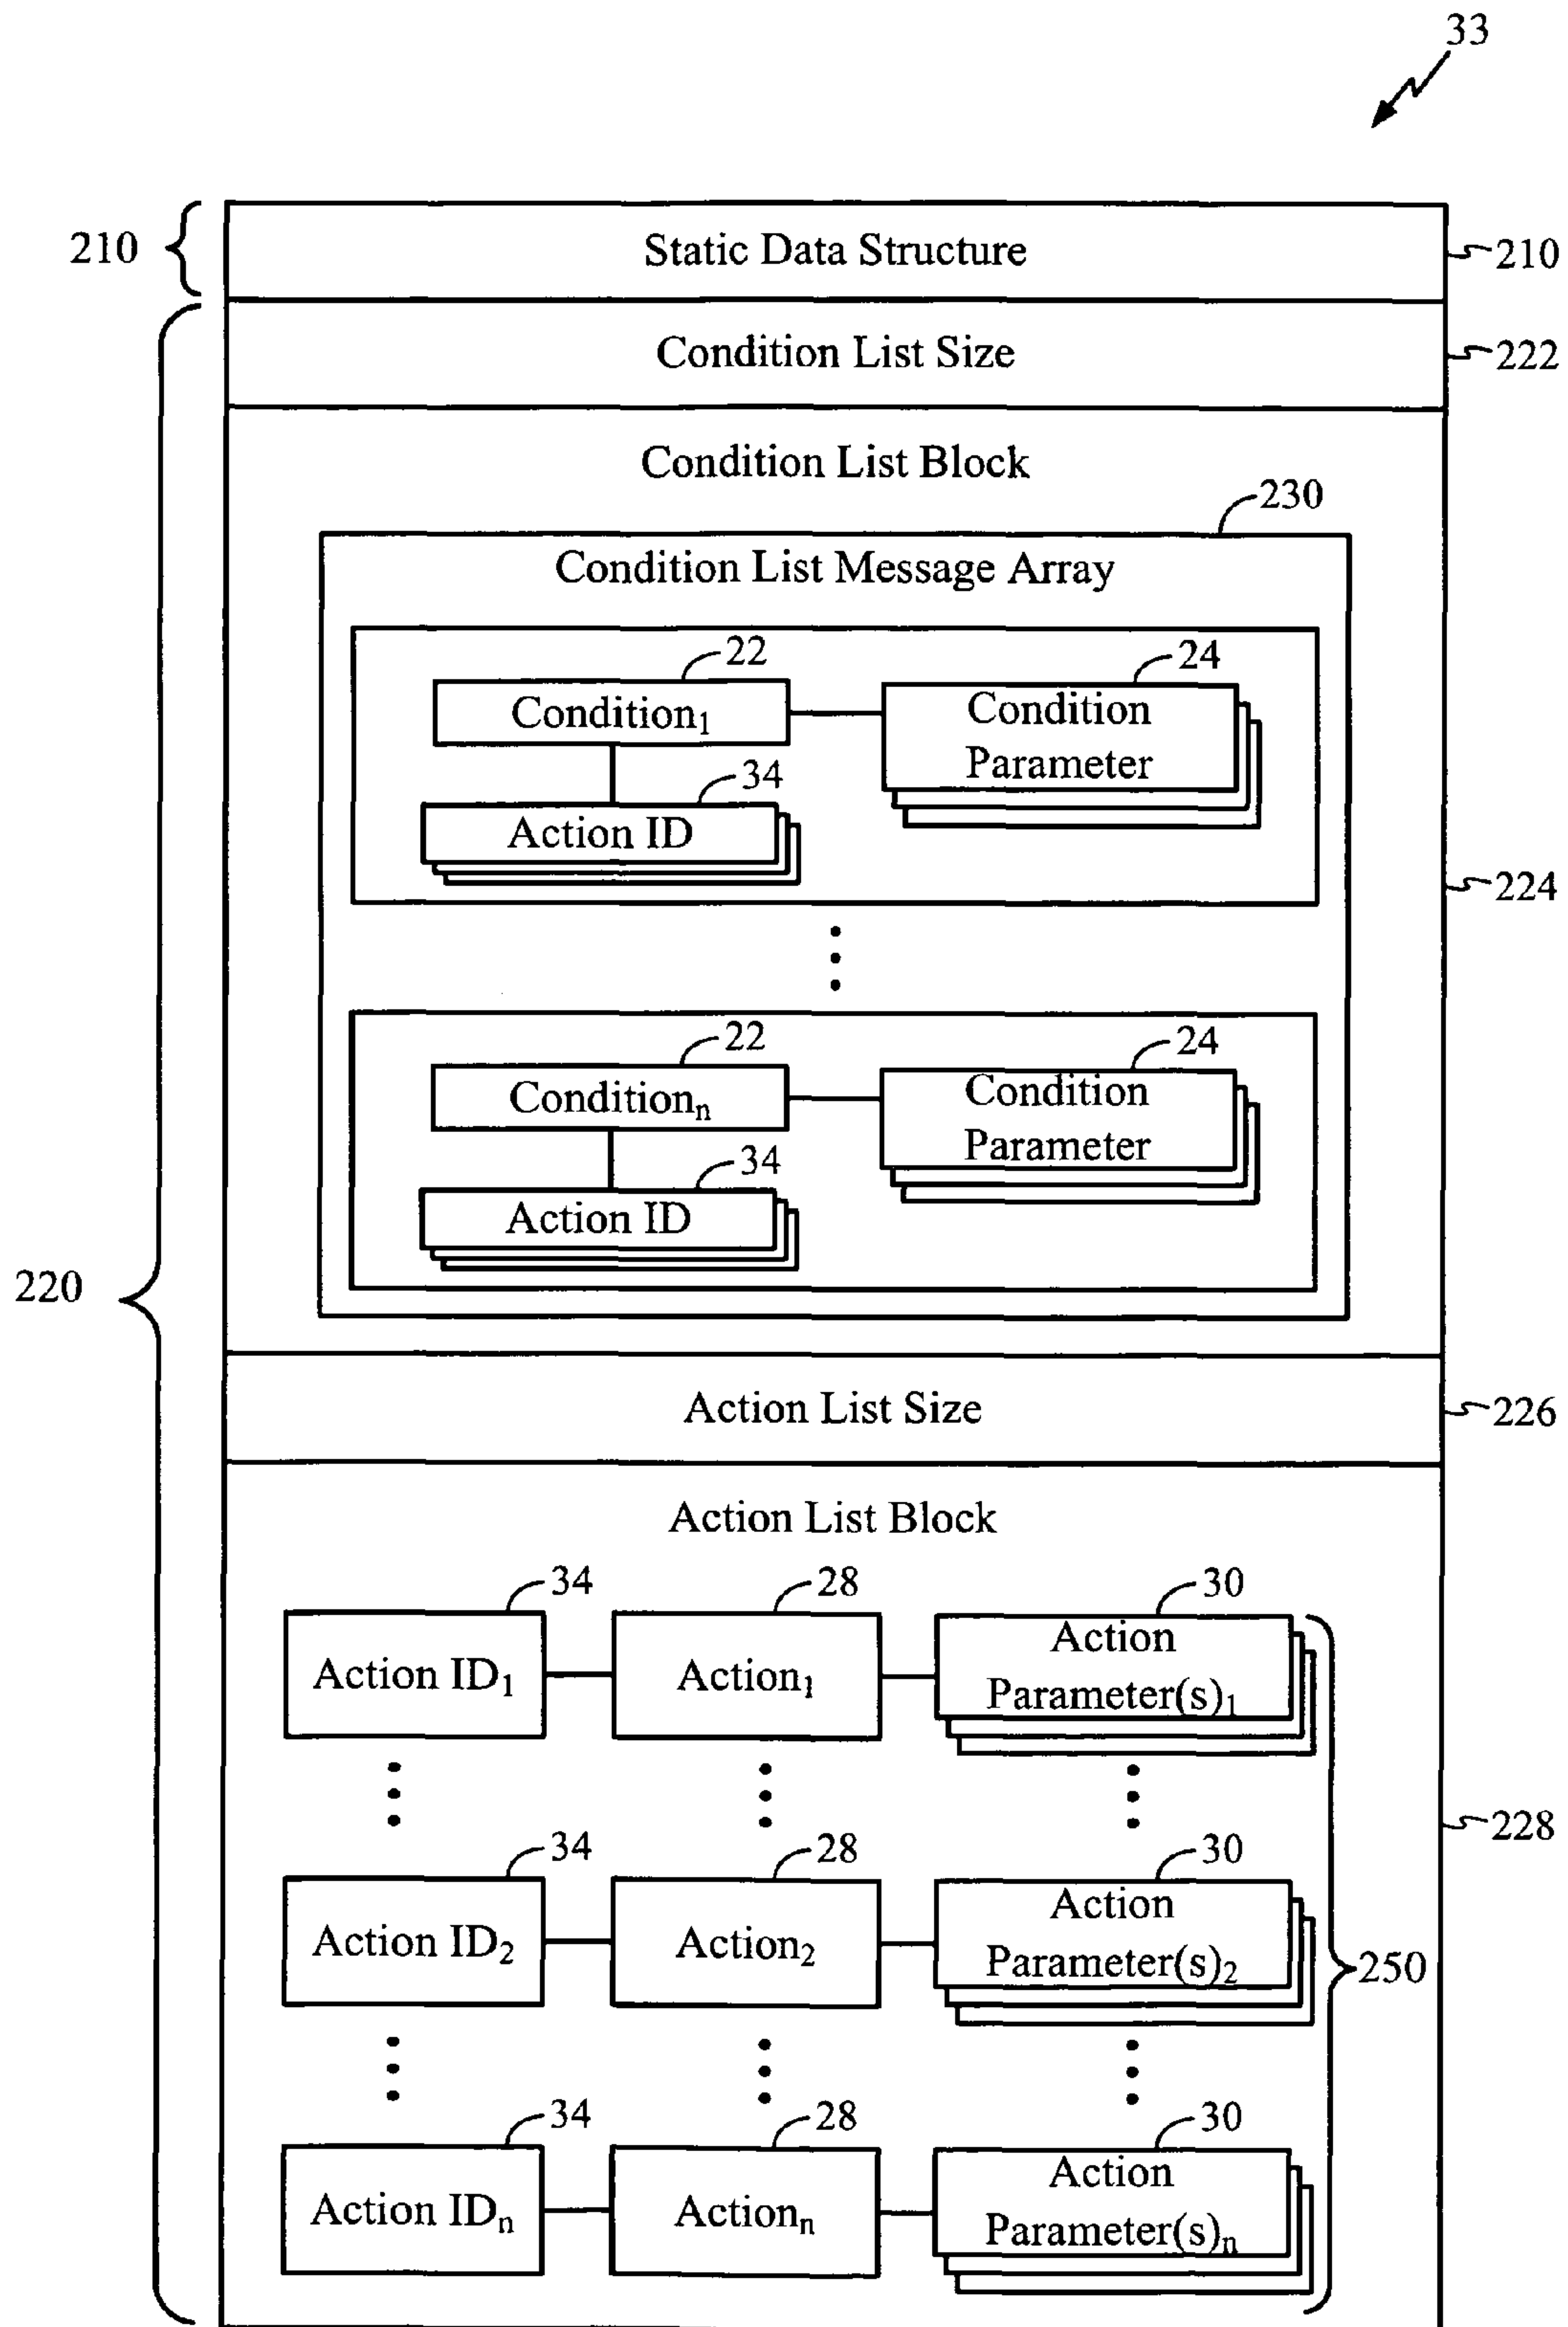 33
210
Static Data Structure
210
Condition List Size
222
Condition List Block
230
Condition List Message Array
22
24
Condition1
Condition
Parameter
34
Action ID
224
22
24
Conditionn
Condition
Parameter
34
Action ID
220
Action List Size
226
Action List Block
34
28
30
Action ID1
Action1
Action
Parameter(s)1
228
34
28
30
Action ID2
Action2
Action
Parameter(s)2
250
34
28
30
Action IDn
Actionn
Action
Parameter(s)n